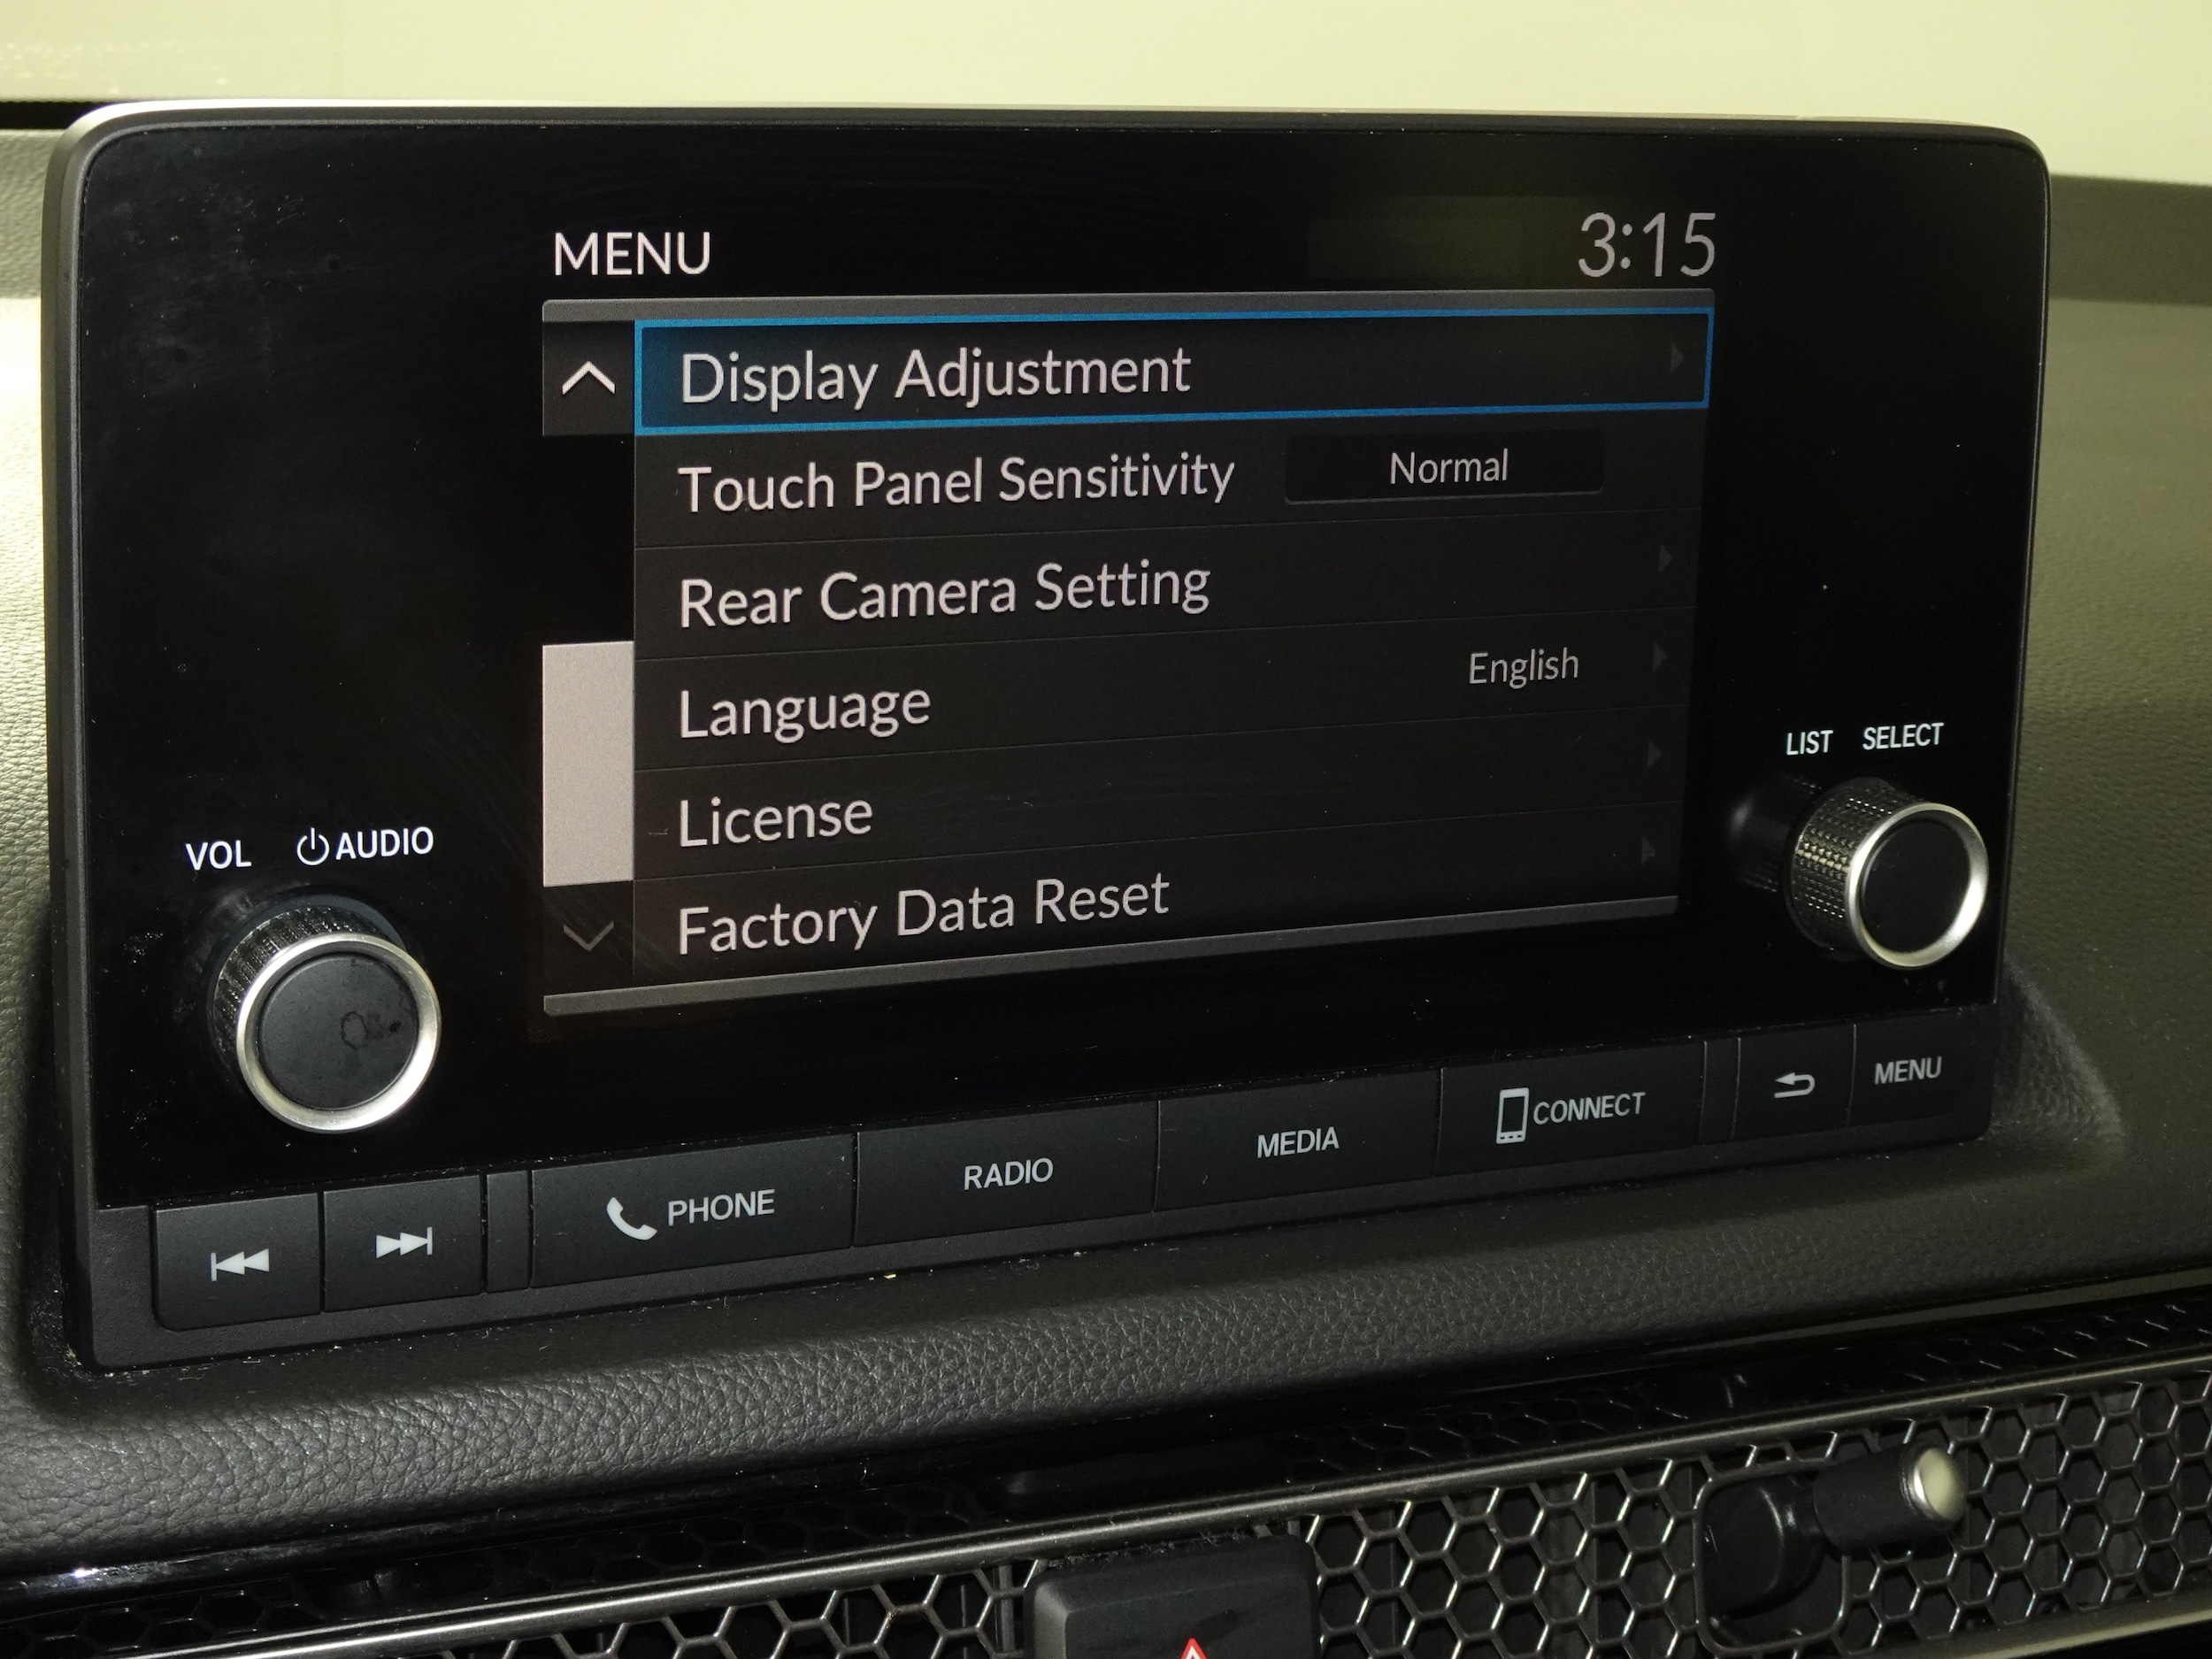 MENU 3:15
Display Adjustment
Touch Panel Sensitivity Normal
Rear Camera Setting
Language English
License
Factory Data Reset
LIST SELECT
VOL AUDIO
PHONE RADIO MEDIA CONNECT MENU